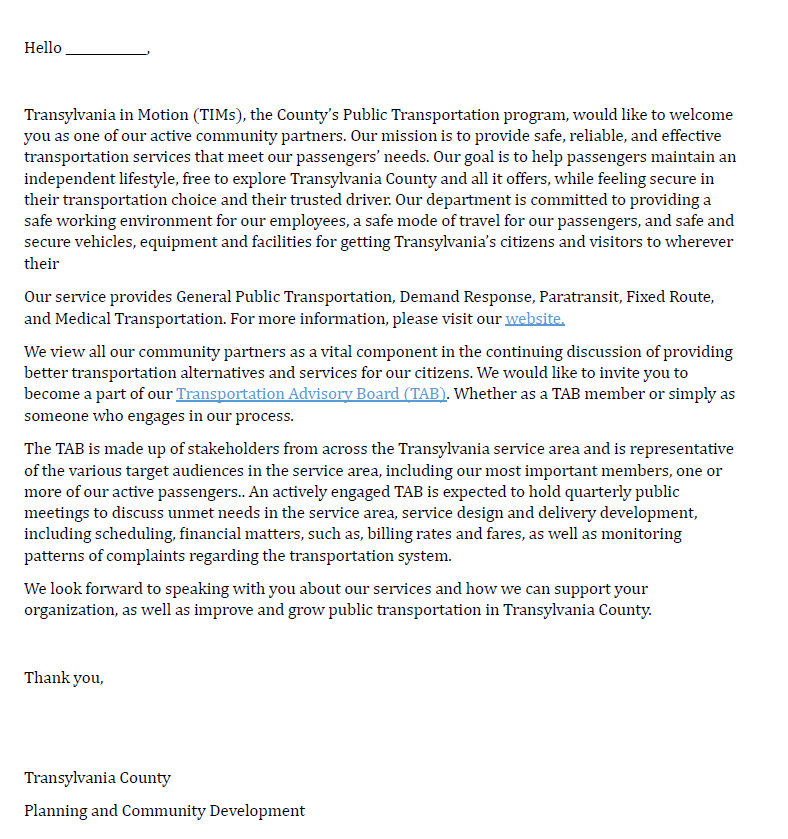 Hello ___________,
Transylvania in Motion (TIMs), the County’s Public Transportation program, would like to welcome
you as one of our active community partners. Our mission is to provide safe, reliable, and effective
transportation services that meet our passengers’ needs. Our goal is to help passengers maintain an
independent lifestyle, free to explore Transylvania County and all it offers, while feeling secure in
their transportation choice and their trusted driver. Our department is committed to providing a
safe working environment for our employees, a safe mode of travel for our passengers, and safe and
secure vehicles, equipment and facilities for getting Transylvania’s citizens and visitors to wherever
their
Our service provides General Public Transportation, Demand Response, Paratransit, Fixed Route,
and Medical Transportation. For more information, please visit our website.
We view all our community partners as a vital component in the continuing discussion of providing
better transportation alternatives and services for our citizens. We would like to invite you to
become a part of our Transportation Advisory Board (TAB). Whether as a TAB member or simply as
someone who engages in our process.
The TAB is made up of stakeholders from across the Transylvania service area and is representative
of the various target audiences in the service area, including our most important members, one or
more of our active passengers.. An actively engaged TAB is expected to hold quarterly public
meetings to discuss unmet needs in the service area, service design and delivery development,
including scheduling, financial matters, such as, billing rates and fares, as well as monitoring
patterns of complaints regarding the transportation system.
We look forward to speaking with you about our services and how we can support your
organization, as well as improve and grow public transportation in Transylvania County.
Thank you,
Transylvania County
Planning and Community Development